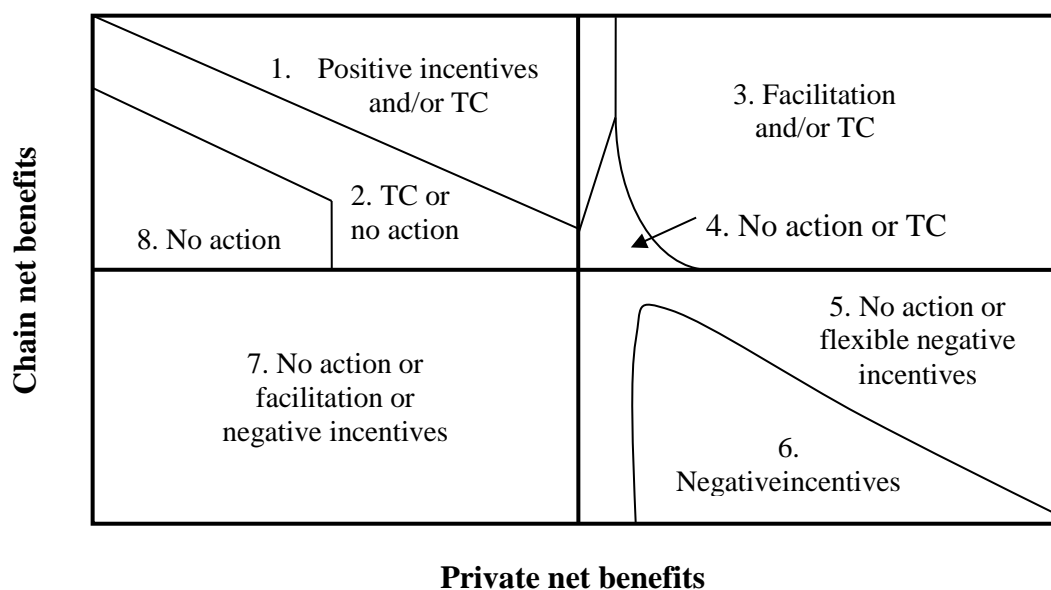 1. Positive incentives
and/or TC
3. Facilitation
and/or TC
2. TC or
no action
4. No action or TC
8. No action
5. No action or
flexible negative
incentives
7. No action or
facilitation or
negative incentives
6.
Negativeincentives
Chain net benefits
Private net benefits